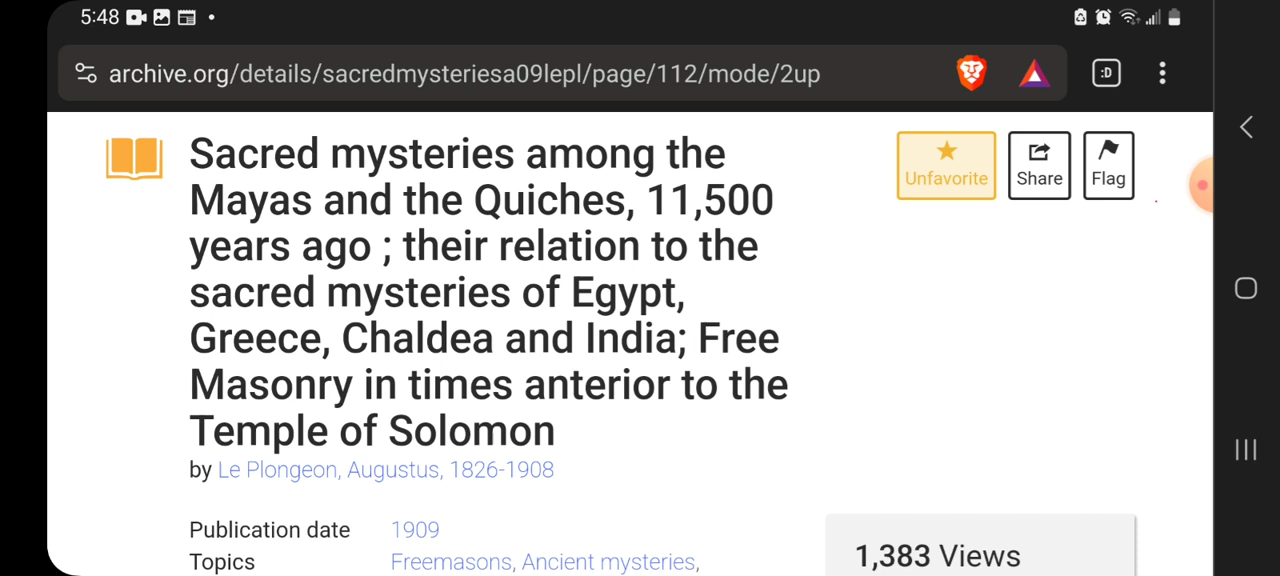 5:48
archive.org/details/sacredmysteriesa09lepl/page/112/mode/2up
:D
Sacred mysteries among the
Mayas and the Quiches, 11,500
years ago ; their relation to the
sacred mysteries of Egypt,
Greece, Chaldea and India; Free
Masonry in times anterior to the
Temple of Solomon
by Le Plongeon, Augustus, 1826-1908
Unfavorite
Share
Flag
Publication date 1909
Topics Freemasons, Ancient mysteries,
1,383 Views